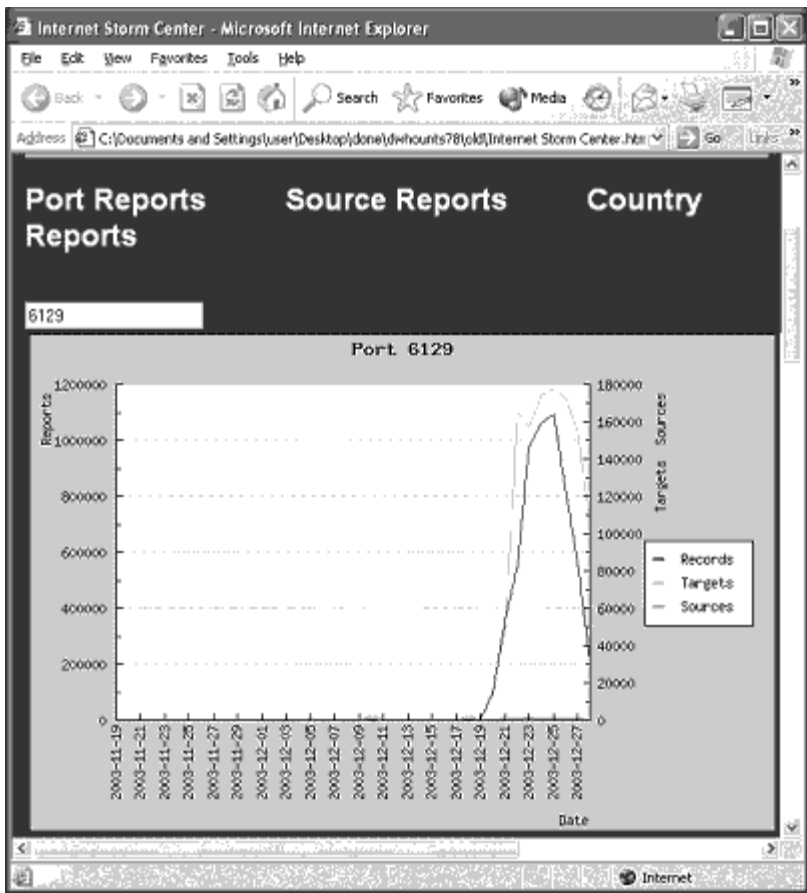 Internet Storm Center - Microsoft Internet Explorer
File Edit View Favorites Tools Help
Back Search Favorites Media
Address C:\Documents and Settings\user\Desktop\done\dwhounts78\old\Internet Storm Center.htm Go Links
Port Reports Source Reports Country
Reports
6129
Port 6129
Reports
1200000
1000000
800000
600000
400000
200000
0
180000
160000
140000
120000
100000
80000
60000
40000
20000
0
Targets Sources
Records
Targets
Sources
2003-11-19
2003-11-21
2003-11-23
2003-11-25
2003-11-27
2003-11-29
2003-12-01
2003-12-03
2003-12-05
2003-12-07
2003-12-09
2003-12-11
2003-12-13
2003-12-15
2003-12-17
2003-12-19
2003-12-21
2003-12-23
2003-12-25
2003-12-27
Date
Internet